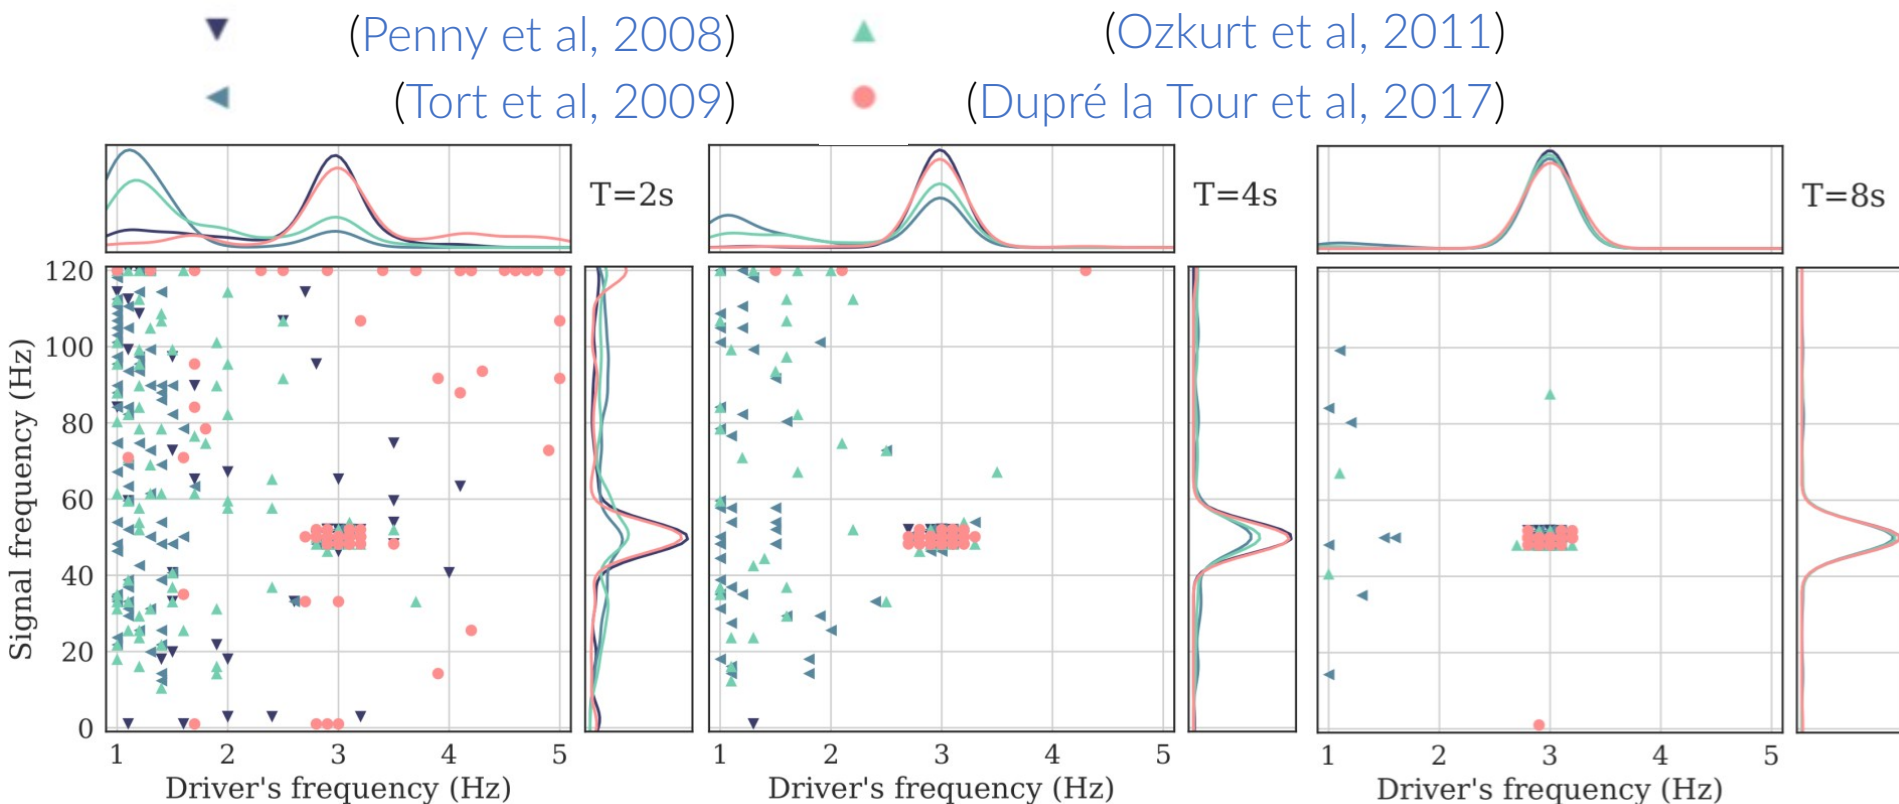 (Penny et al, 2008) (Ozkurt et al, 2011)
(Tort et al, 2009) (Dupré la Tour et al, 2017)
T=2s T=4s T=8s
Signal frequency (Hz)
120
100
80
60
40
20
0
1 2 3 4 5 1 2 3 4 5 1 2 3 4 5
Driver's frequency (Hz) Driver's frequency (Hz) Driver's frequency (Hz)